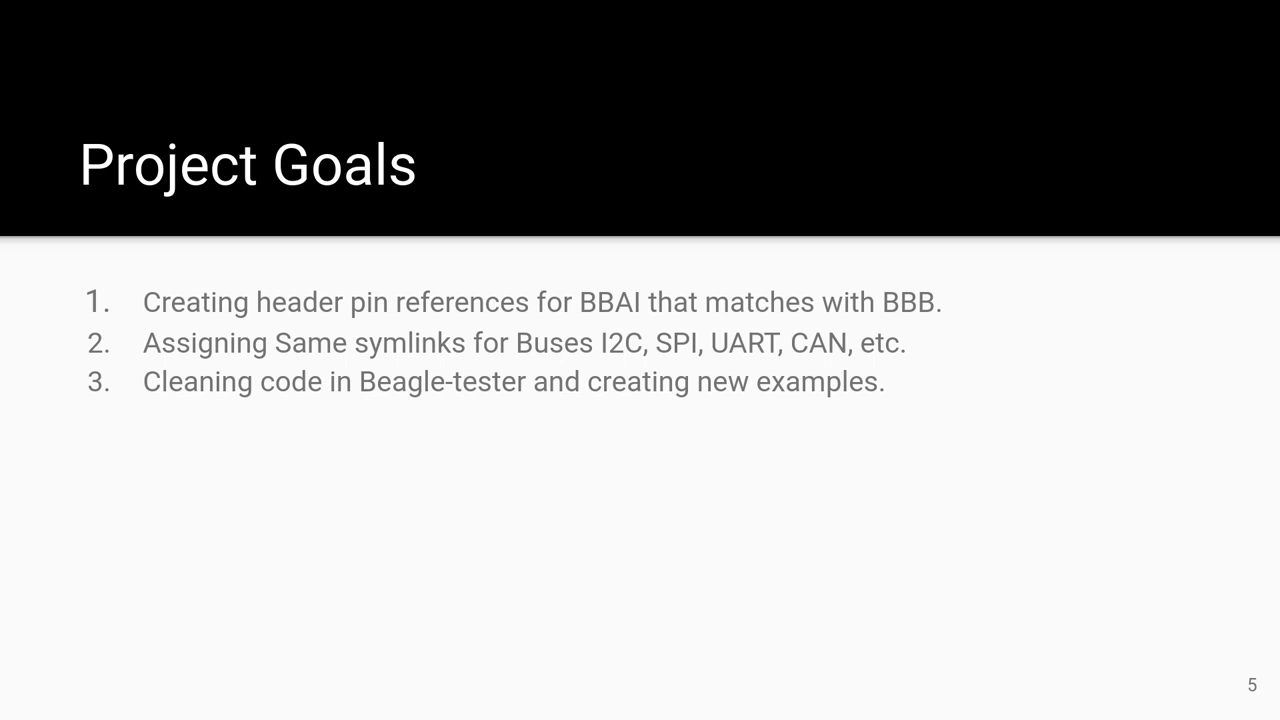 Project Goals
1. Creating header pin references for BBAI that matches with BBB.
2. Assigning Same symlinks for Buses I2C, SPI, UART, CAN, etc.
3. Cleaning code in Beagle-tester and creating new examples.
5